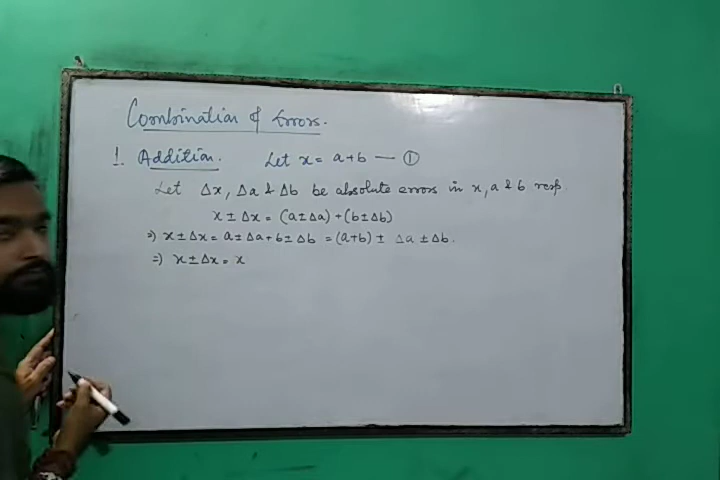 Combination of Errors.
1. Addition. Let x = a+b — ①
Let Δx, Δa & Δb be absolute errors in x, a & b resp.
x ± Δx = (a ± Δa) + (b ± Δb)
⇒) x ± Δx = a ± Δa + b ± Δb = (a+b) ± Δa ± Δb.
⇒) x ± Δx = x